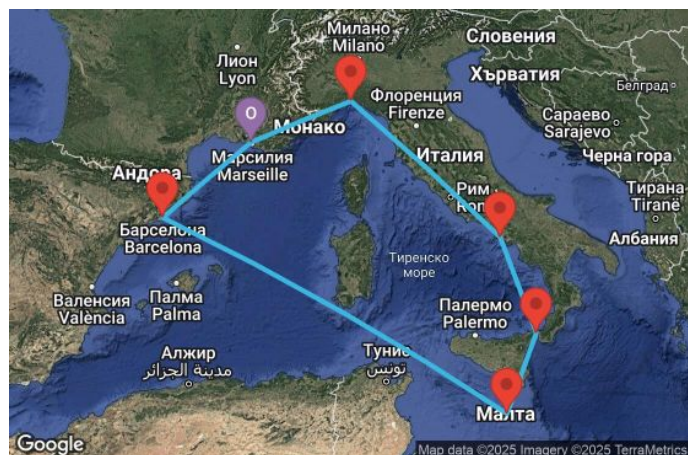 Милано
Milano
Словения
Лион
Lyon
Хърватия
Белград
Флоренция
Firenze
O
Монако
Сараево
Sarajevo
Марсилия
Marseille
Италия
Черна гора
Андора
Рим
Тирана
Tiranë
Барселона
Barcelona
Албания
Тиренско
море
Валенсия
València
Палма
Palma
Палермо
Palermo
Алжир
مدينة الجزائر
Тунис
تونس
Малта
Google
Map data ©2025 Imagery ©2025 TerraMetrics